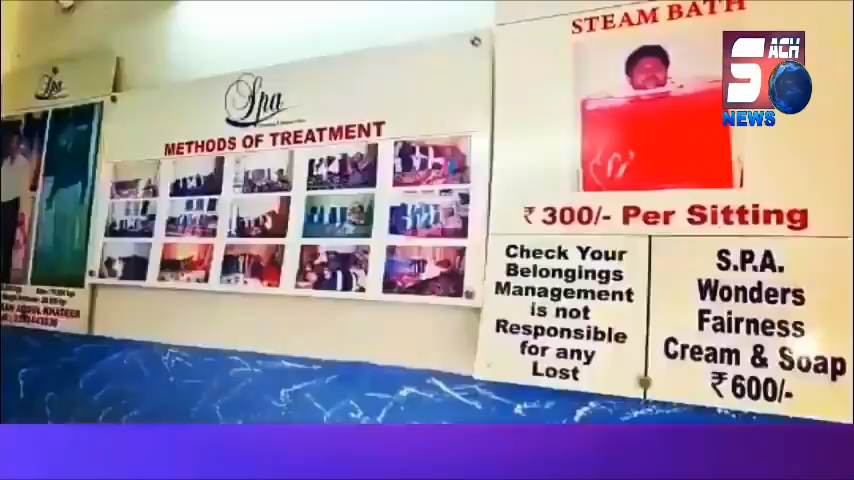 Spa
METHODS OF TREATMENT
STEAM BATH
₹ 300/- Per Sitting
Check Your
Belongings
Management
is not
Responsible
for any
Lost
S.P.A.
Wonders
Fairness
Cream & Soap
₹ 600/-
SACH
NEWS